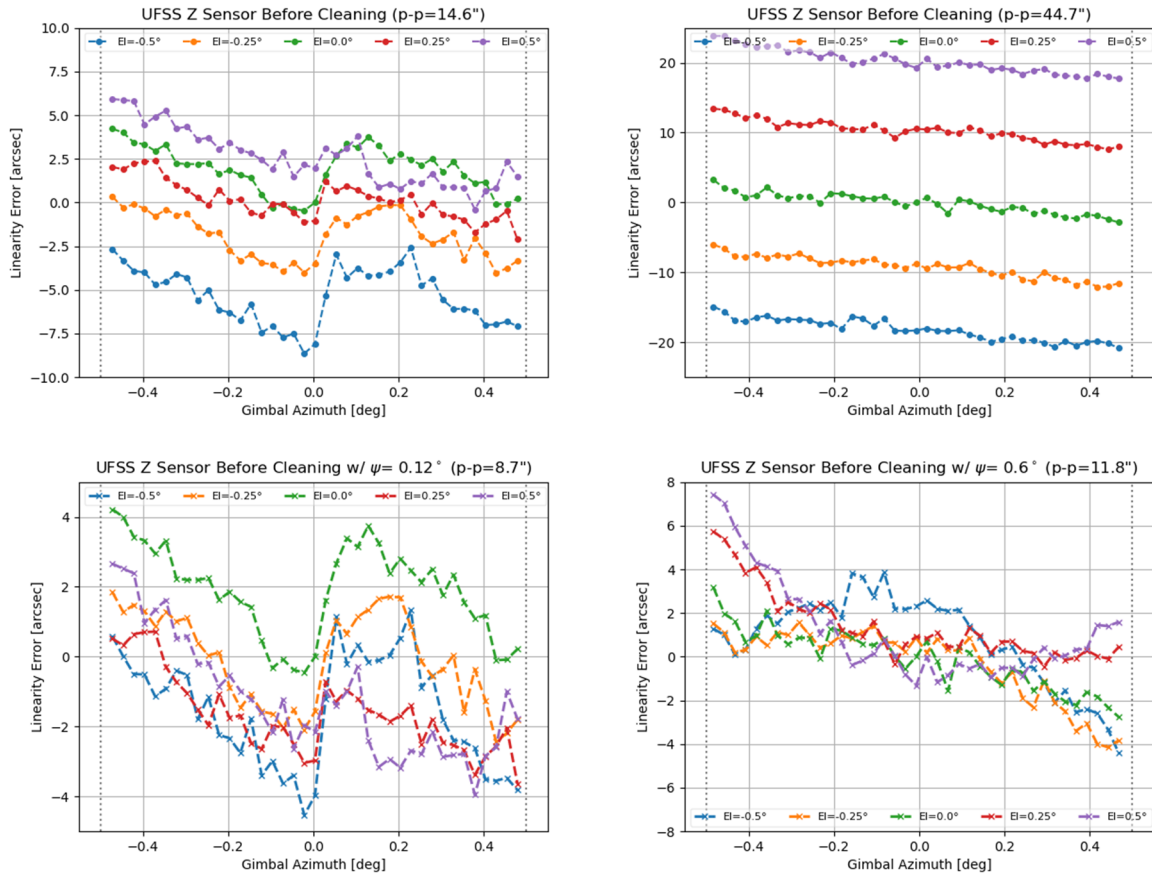 UFSS Z Sensor Before Cleaning (p-p=14.6")
El=-0.5° El=-0.25° El=0.0° El=0.25° El=0.5°
10.0
7.5
5.0
2.5
0.0
−2.5
−5.0
−7.5
−10.0
Linearity Error [arcsec]
−0.4 −0.2 0.0 0.2 0.4
Gimbal Azimuth [deg]
UFSS Z Sensor Before Cleaning (p-p=44.7")
El=-0.5° El=-0.25° El=0.0° El=0.25° El=0.5°
20
10
0
−10
−20
Linearity Error [arcsec]
−0.4 −0.2 0.0 0.2 0.4
Gimbal Azimuth [deg]
UFSS Z Sensor Before Cleaning w/ ψ= 0.12° (p-p=8.7")
El=-0.5° El=-0.25° El=0.0° El=0.25° El=0.5°
4
2
0
−2
−4
Linearity Error [arcsec]
−0.4 −0.2 0.0 0.2 0.4
Gimbal Azimuth [deg]
UFSS Z Sensor Before Cleaning w/ ψ= 0.6° (p-p=11.8")
8
6
4
2
0
−2
−4
−6
−8
Linearity Error [arcsec]
El=-0.5° El=-0.25° El=0.0° El=0.25° El=0.5°
−0.4 −0.2 0.0 0.2 0.4
Gimbal Azimuth [deg]